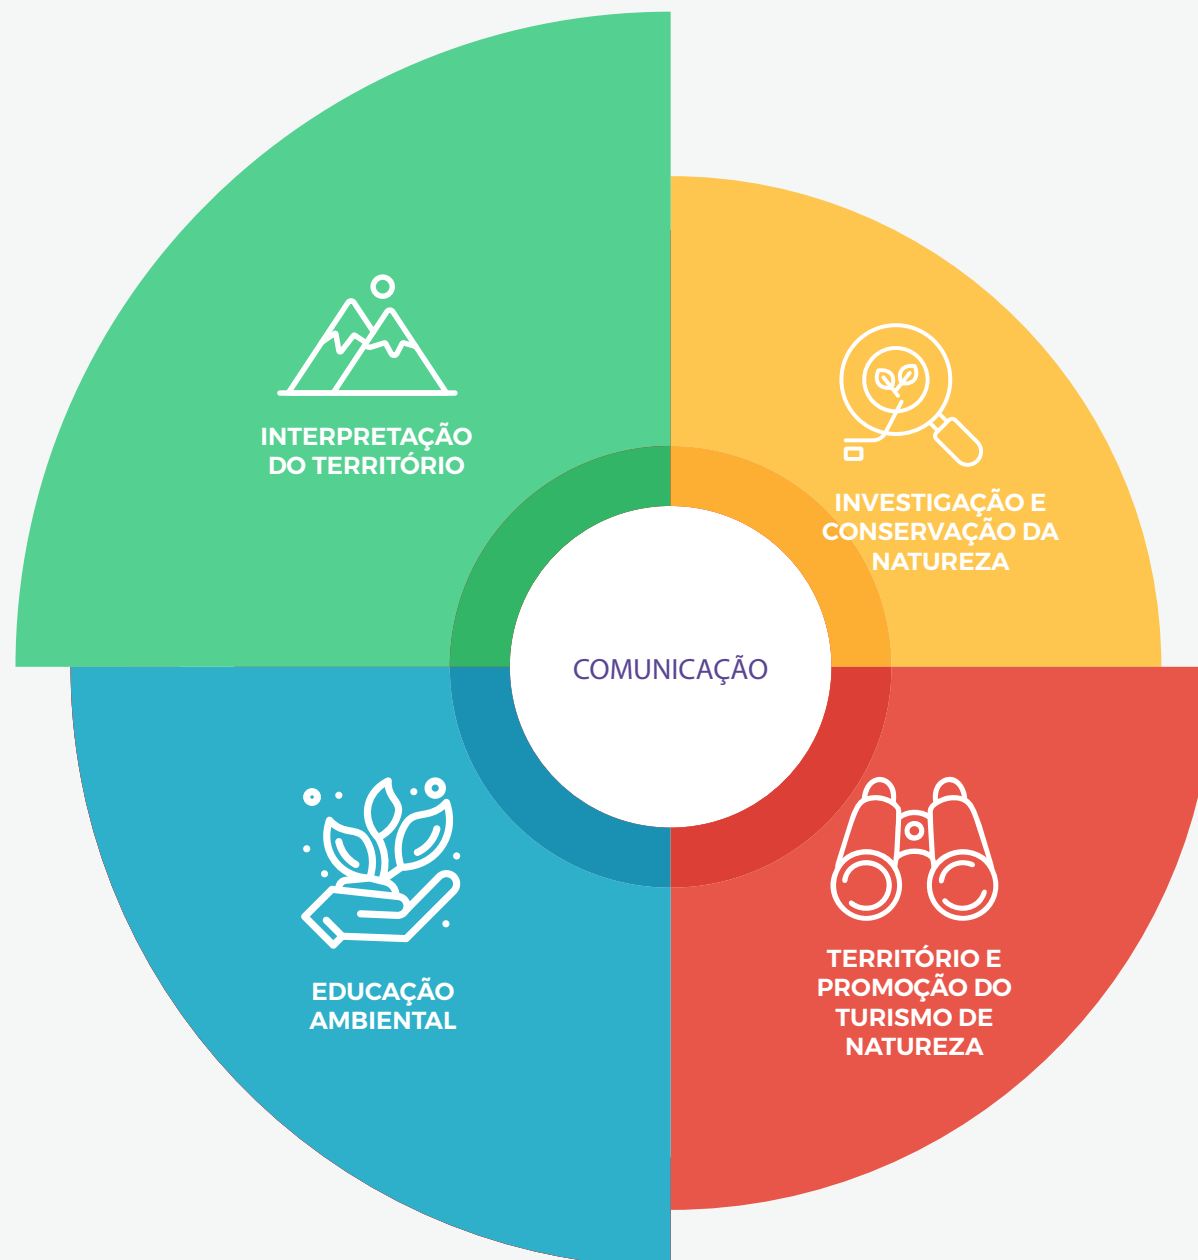 INTERPRETAÇÃO
DO TERRITÓRIO
INVESTIGAÇÃO E
CONSERVAÇÃO DA
NATUREZA
COMUNICAÇÃO
EDUCAÇÃO
AMBIENTAL
TERRITÓRIO E
PROMOÇÃO DO
TURISMO DE
NATUREZA